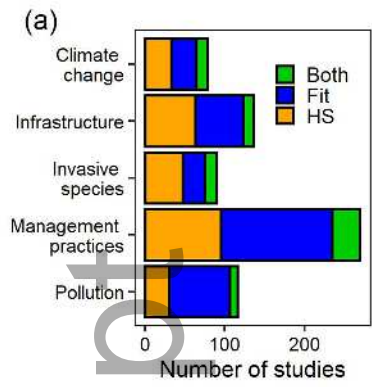 (a)
Climate
change
Infrastructure
Invasive
species
Management
practices
Pollution
Both
Fit
HS
0 100 200
Number of studies